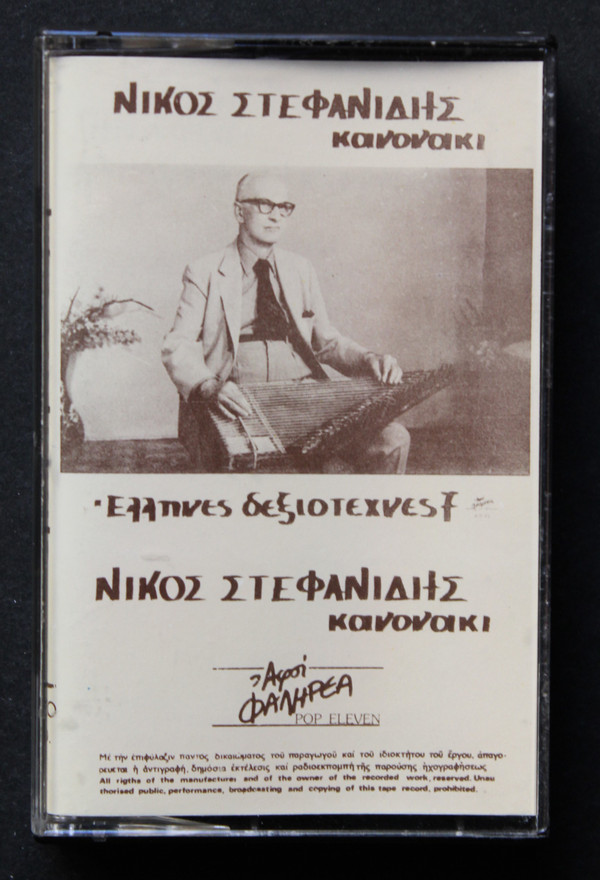 ΝΙΚΟΣ ΣΤΕΦΑΝΙΔΗΣ
κανονακι
Έλληνες δεξιοτεχνες 7
ΝΙΚΟΣ ΣΤΕΦΑΝΙΔΗΣ
κανονακι
Αφοί
ΦΑΛΗΡΕΑ
POP ELEVEN
Μέ τήν ἐπιφύλαξιν παντός δικαιώματος τοῦ παραγωγοῦ καί τοῦ ἰδιοκτήτου τοῦ ἔργου, ἀπαγο-
ρεύεται ἡ ἀντιγραφή, δημόσια ἐκτέλεσις καί ραδιοεκπομπή τῆς παρούσης ἠχογραφήσεως
All rigths of the manufacturer and of the owner of the recorded work, reserved. Unau
thorised public, performance, broadcasting and copying of this tape record, prohibited.